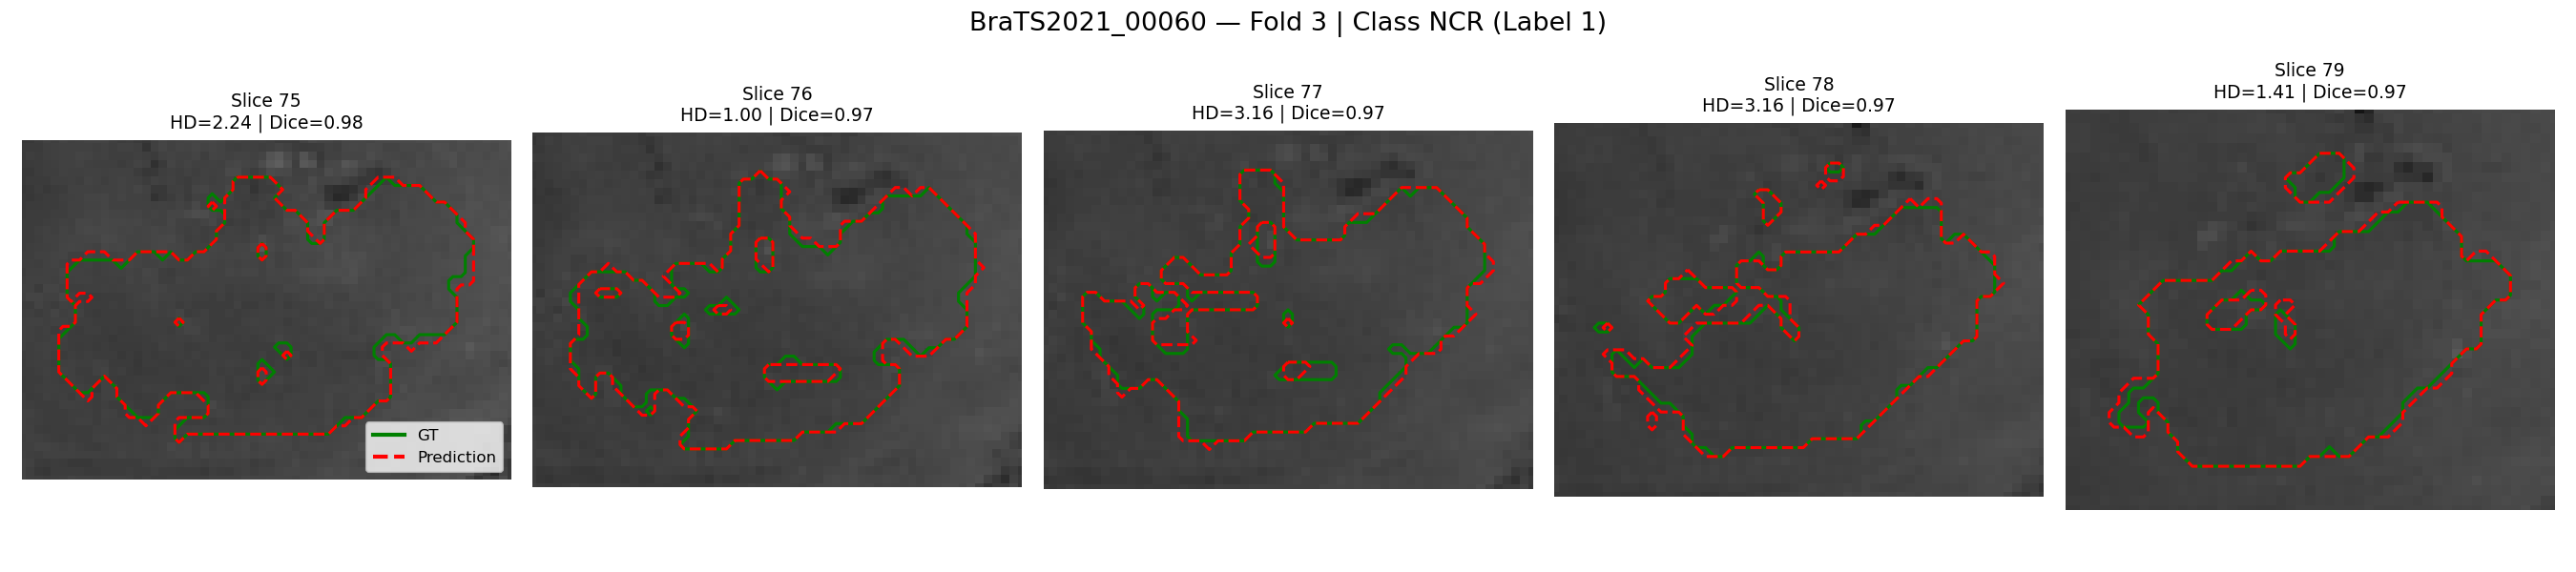 BraTS2021_00060 — Fold 3 | Class NCR (Label 1)
Slice 75
HD=2.24 | Dice=0.98
Slice 76
HD=1.00 | Dice=0.97
Slice 77
HD=3.16 | Dice=0.97
Slice 78
HD=3.16 | Dice=0.97
Slice 79
HD=1.41 | Dice=0.97
GT
Prediction